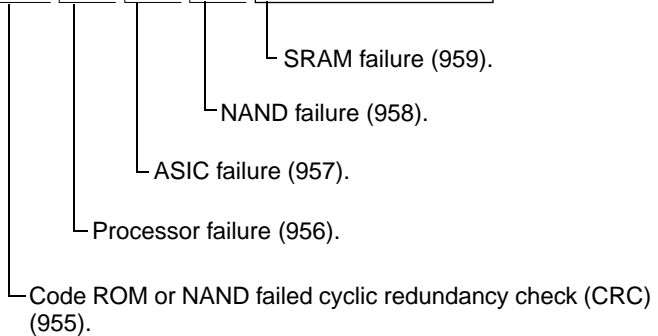 SRAM failure (959).
NAND failure (958).
ASIC failure (957).
Processor failure (956).
Code ROM or NAND failed cyclic redundancy check (CRC)
(955).